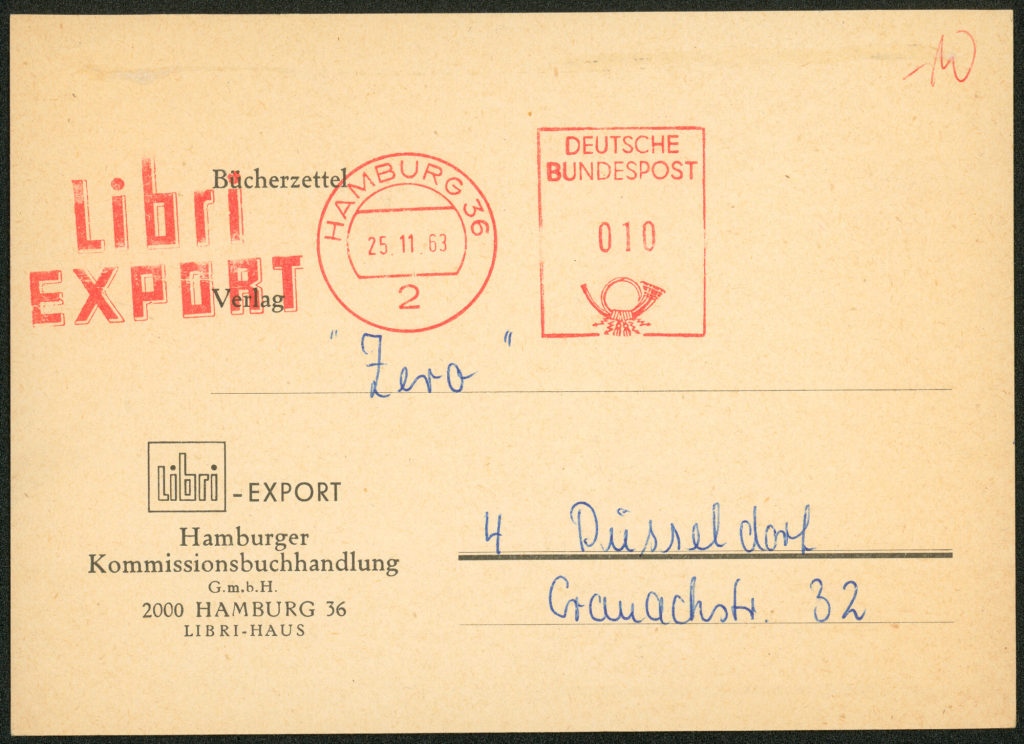 -10
Bücherzettel
Libri
EXPORT
HAMBURG 36
25.11.63
2
DEUTSCHE
BUNDESPOST
010
Verlag
"Zero"
Libri -EXPORT
Hamburger
Kommissionsbuchhandlung
G.m.b.H.
2000 HAMBURG 36
LIBRI-HAUS
4 Düsseldorf
Cranachstr. 32